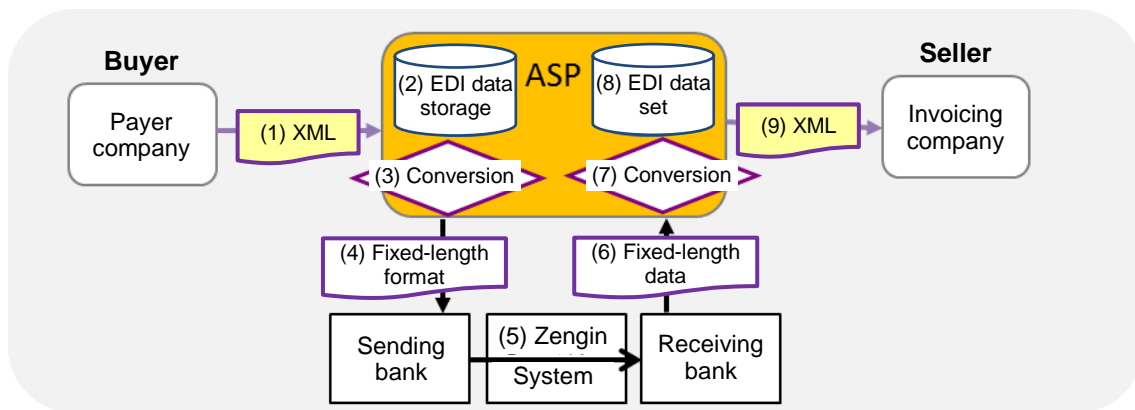 Buyer
Payer
company
(1) XML
(2) EDI data
storage
ASP
(8) EDI data
set
(3) Conversion
(7) Conversion
(9) XML
Seller
Invoicing
company
(4) Fixed-length
format
(6) Fixed-length
data
Sending
bank
(5) Zengin
System
Receiving
bank